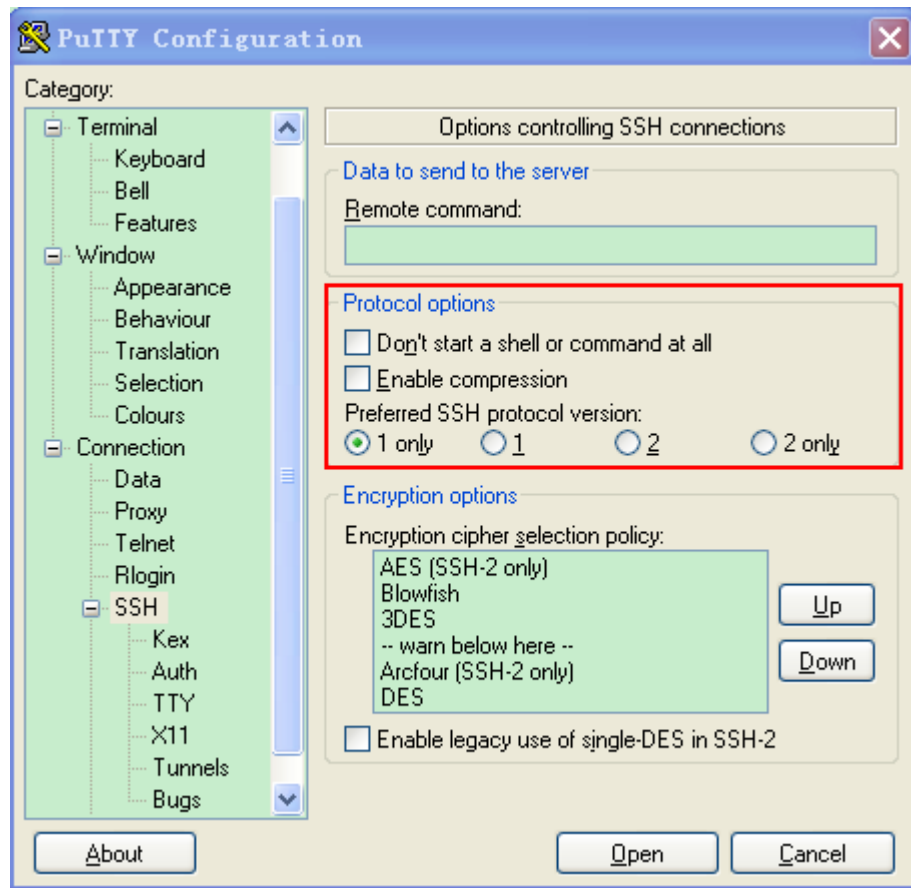 PuTTY Configuration
Category:
Terminal
Keyboard
Bell
Features
Window
Appearance
Behaviour
Translation
Selection
Colours
Connection
Data
Proxy
Telnet
Rlogin
SSH
Kex
Auth
TTY
X11
Tunnels
Bugs
Options controlling SSH connections
Data to send to the server
Remote command:
Protocol options
Don't start a shell or command at all
Enable compression
Preferred SSH protocol version:
1 only 1 2 2 only
Encryption options
Encryption cipher selection policy:
AES (SSH-2 only)
Blowfish
3DES
-- warn below here --
Arcfour (SSH-2 only)
DES
Up
Down
Enable legacy use of single-DES in SSH-2
About Open Cancel